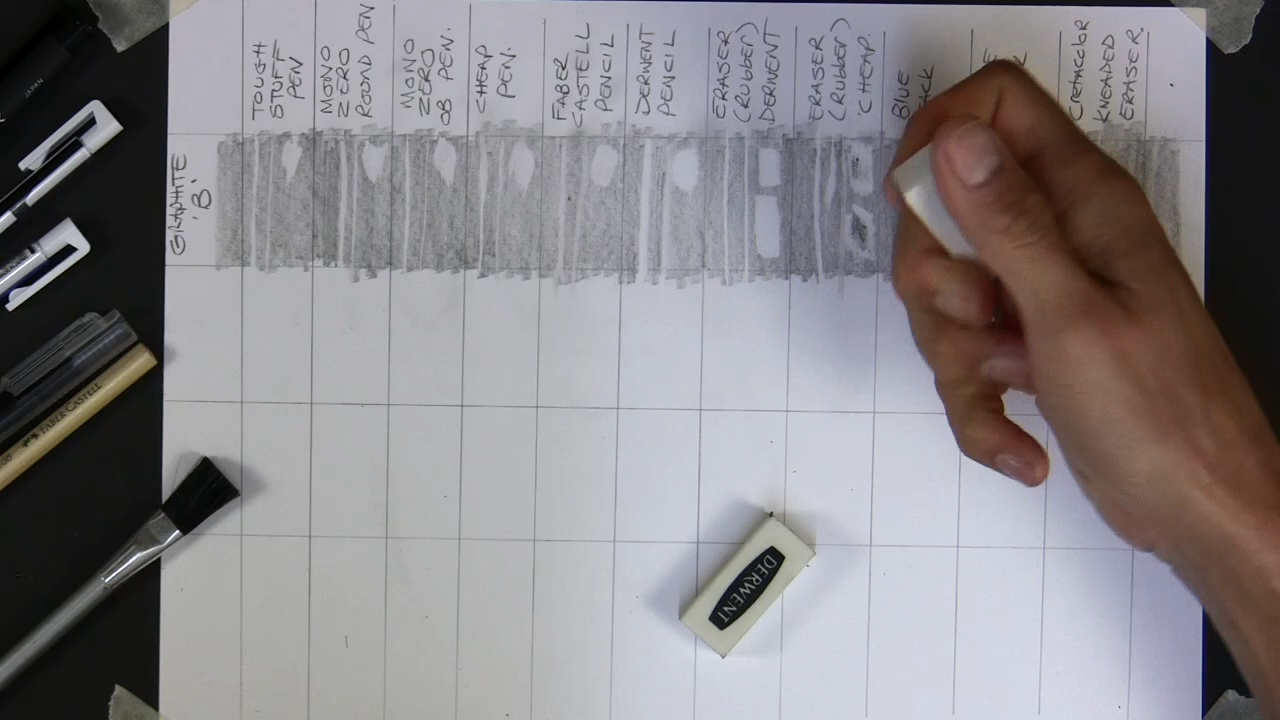 TOUGH
STUFF
PEN
MONO
ZERO
ROUND PEN
MONO
ZERO
OB PEN.
CHEAP
PEN.
FABER
CASTELL
PENCIL
DERWENT
PENCIL
ERASER
(RUBBER)
DERWENT
ERASER
(RUBBER)
CHEAP.
BLUE
CRETACOLOR
KNEADED
ERASER
GRAPHITE
'B'
JAPAN
FABER-CASTELL
DERWENT